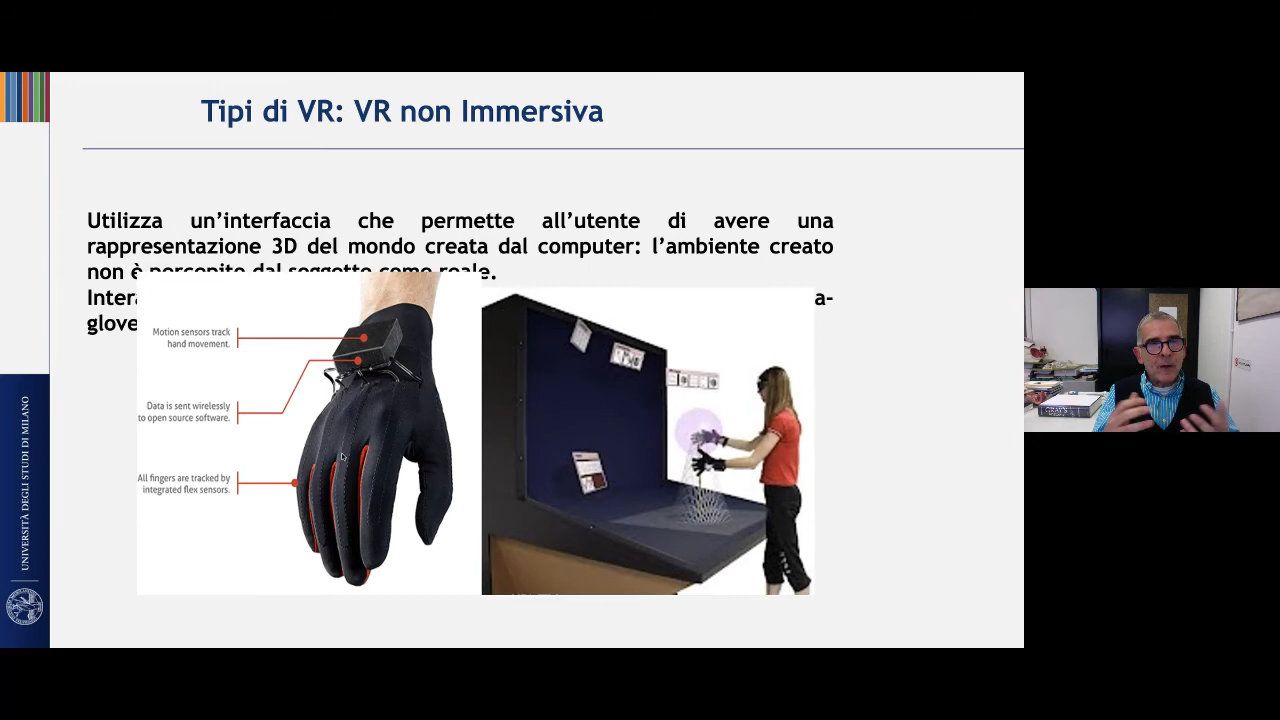 Tipi di VR: VR non Immersiva
Utilizza un’interfaccia che permette all’utente di avere una
rappresentazione 3D del mondo creata dal computer: l’ambiente creato
non è percepito dal soggetto come reale.
a-
glove
Motion sensors track
hand movement.
Data is sent wirelessly
to open source software.
All fingers are tracked by
integrated flex sensors.
UNIVERSITÀ DEGLI STUDI DI MILANO